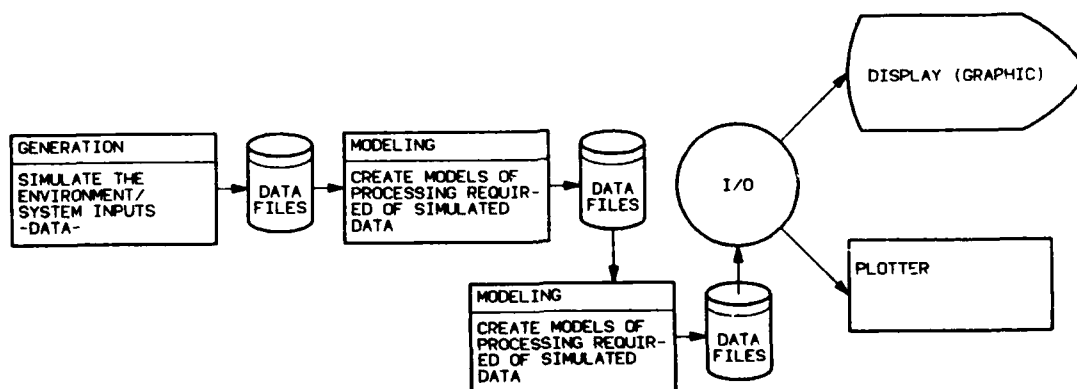 GENERATION
SIMULATE THE
ENVIRONMENT/
SYSTEM INPUTS
-DATA-
DATA
FILES
MODELING
CREATE MODELS OF
PROCESSING REQUIR-
ED OF SIMULATED
DATA
DATA
FILES
MODELING
CREATE MODELS OF
PROCESSING REQUIR-
ED OF SIMULATED
DATA
DATA
FILES
I/O
DISPLAY (GRAPHIC)
PLOTTER